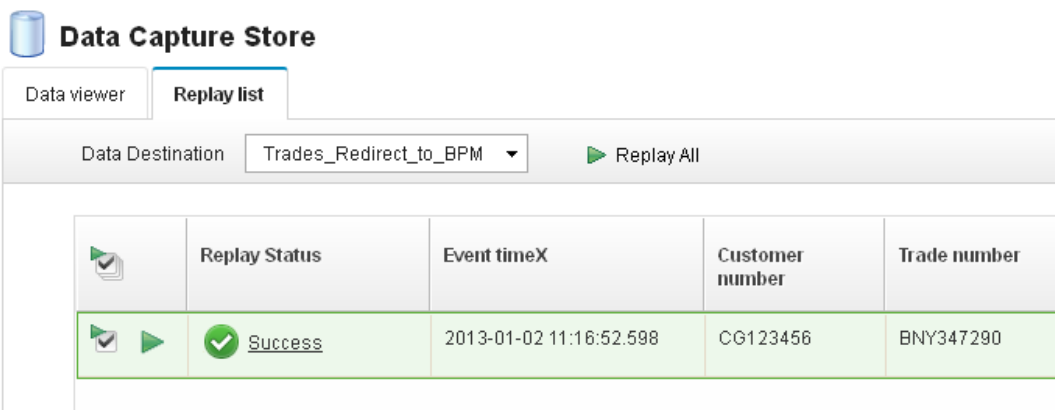 Data Capture Store
Data viewer Replay list
Data Destination Trades_Redirect_to_BPM Replay All
Replay Status Event timeX Customer number Trade number
Success 2013-01-02 11:16:52.598 CG123456 BNY347290